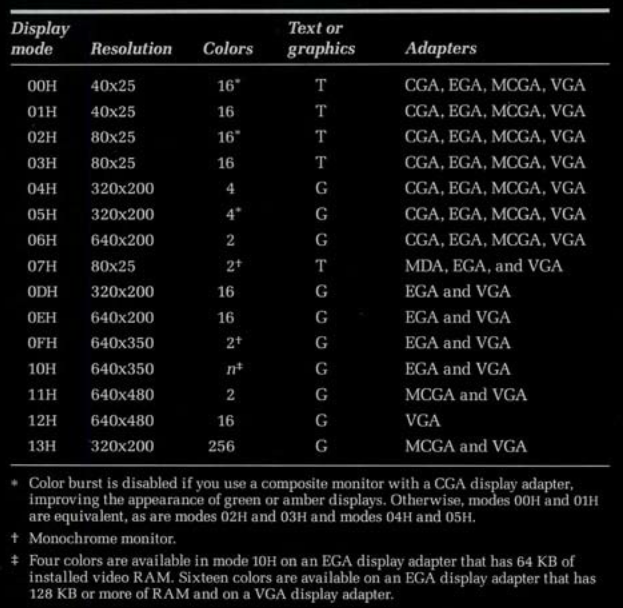 Display mode Resolution Colors Text or graphics Adapters
00H 40x25 16* T CGA, EGA, MCGA, VGA
01H 40x25 16 T CGA, EGA, MCGA, VGA
02H 80x25 16* T CGA, EGA, MCGA, VGA
03H 80x25 16 T CGA, EGA, MCGA, VGA
04H 320x200 4 G CGA, EGA, MCGA, VGA
05H 320x200 4* G CGA, EGA, MCGA, VGA
06H 640x200 2 G CGA, EGA, MCGA, VGA
07H 80x25 2† T MDA, EGA, and VGA
0DH 320x200 16 G EGA and VGA
0EH 640x200 16 G EGA and VGA
0FH 640x350 2† G EGA and VGA
10H 640x350 n‡ G EGA and VGA
11H 640x480 2 G MCGA and VGA
12H 640x480 16 G VGA
13H 320x200 256 G MCGA and VGA
* Color burst is disabled if you use a composite monitor with a CGA display adapter,
improving the appearance of green or amber displays. Otherwise, modes 00H and 01H
are equivalent, as are modes 02H and 03H and modes 04H and 05H.
† Monochrome monitor.
‡ Four colors are available in mode 10H on an EGA display adapter that has 64 KB of
installed video RAM. Sixteen colors are available on an EGA display adapter that has
128 KB or more of RAM and on a VGA display adapter.